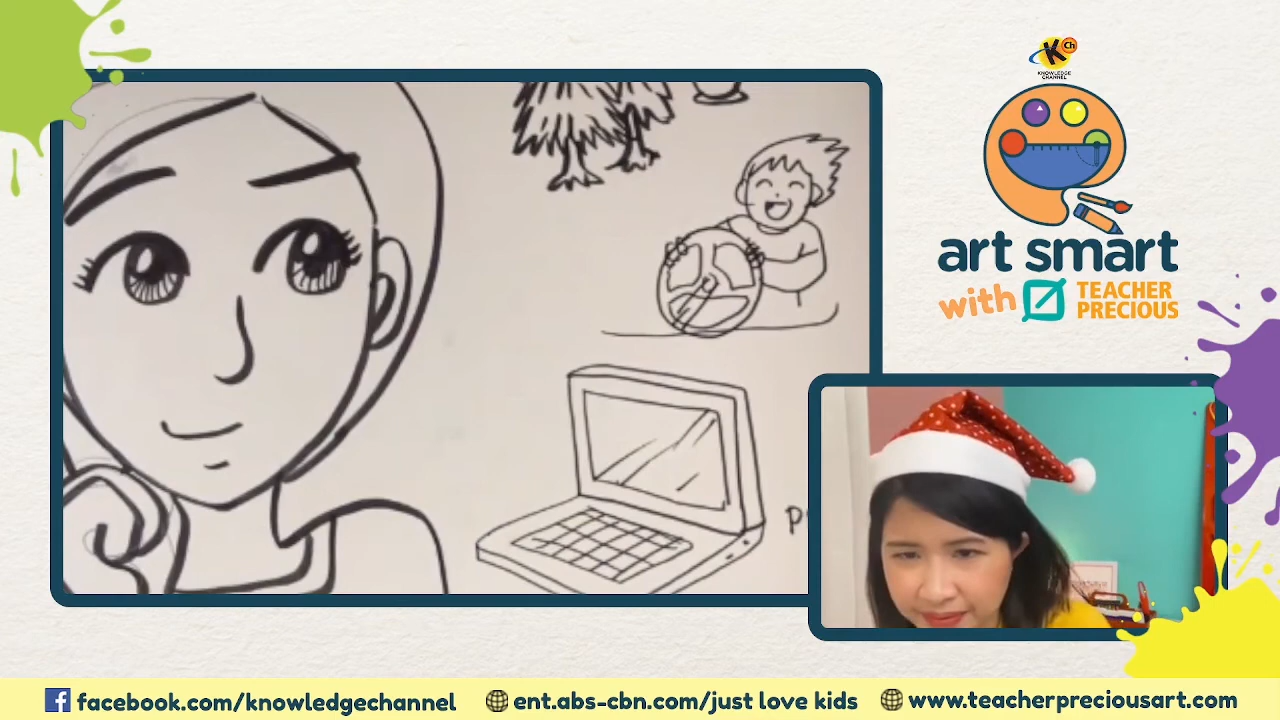 K Ch
KNOWLEDGE
CHANNEL
art smart
with TEACHER
PRECIOUS
facebook.com/knowledgechannel
ent.abs-cbn.com/just love kids
www.teacherpreciousart.com